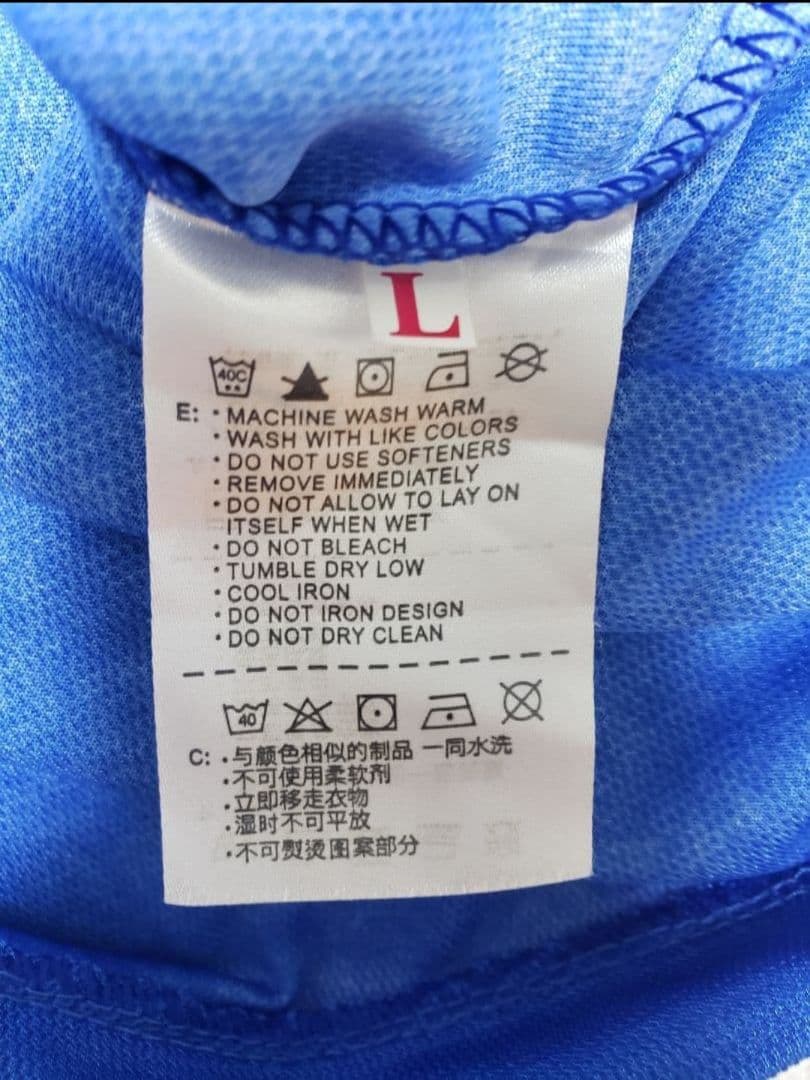 L
40C
E: • MACHINE WASH WARM
• WASH WITH LIKE COLORS
• DO NOT USE SOFTENERS
• REMOVE IMMEDIATELY
• DO NOT ALLOW TO LAY ON
ITSELF WHEN WET
• DO NOT BLEACH
• TUMBLE DRY LOW
• COOL IRON
• DO NOT IRON DESIGN
• DO NOT DRY CLEAN
40
C: •与颜色相似的制品 一同水洗
•不可使用柔软剂
•立即移走衣物
•湿时不可平放
•不可熨烫图案部分